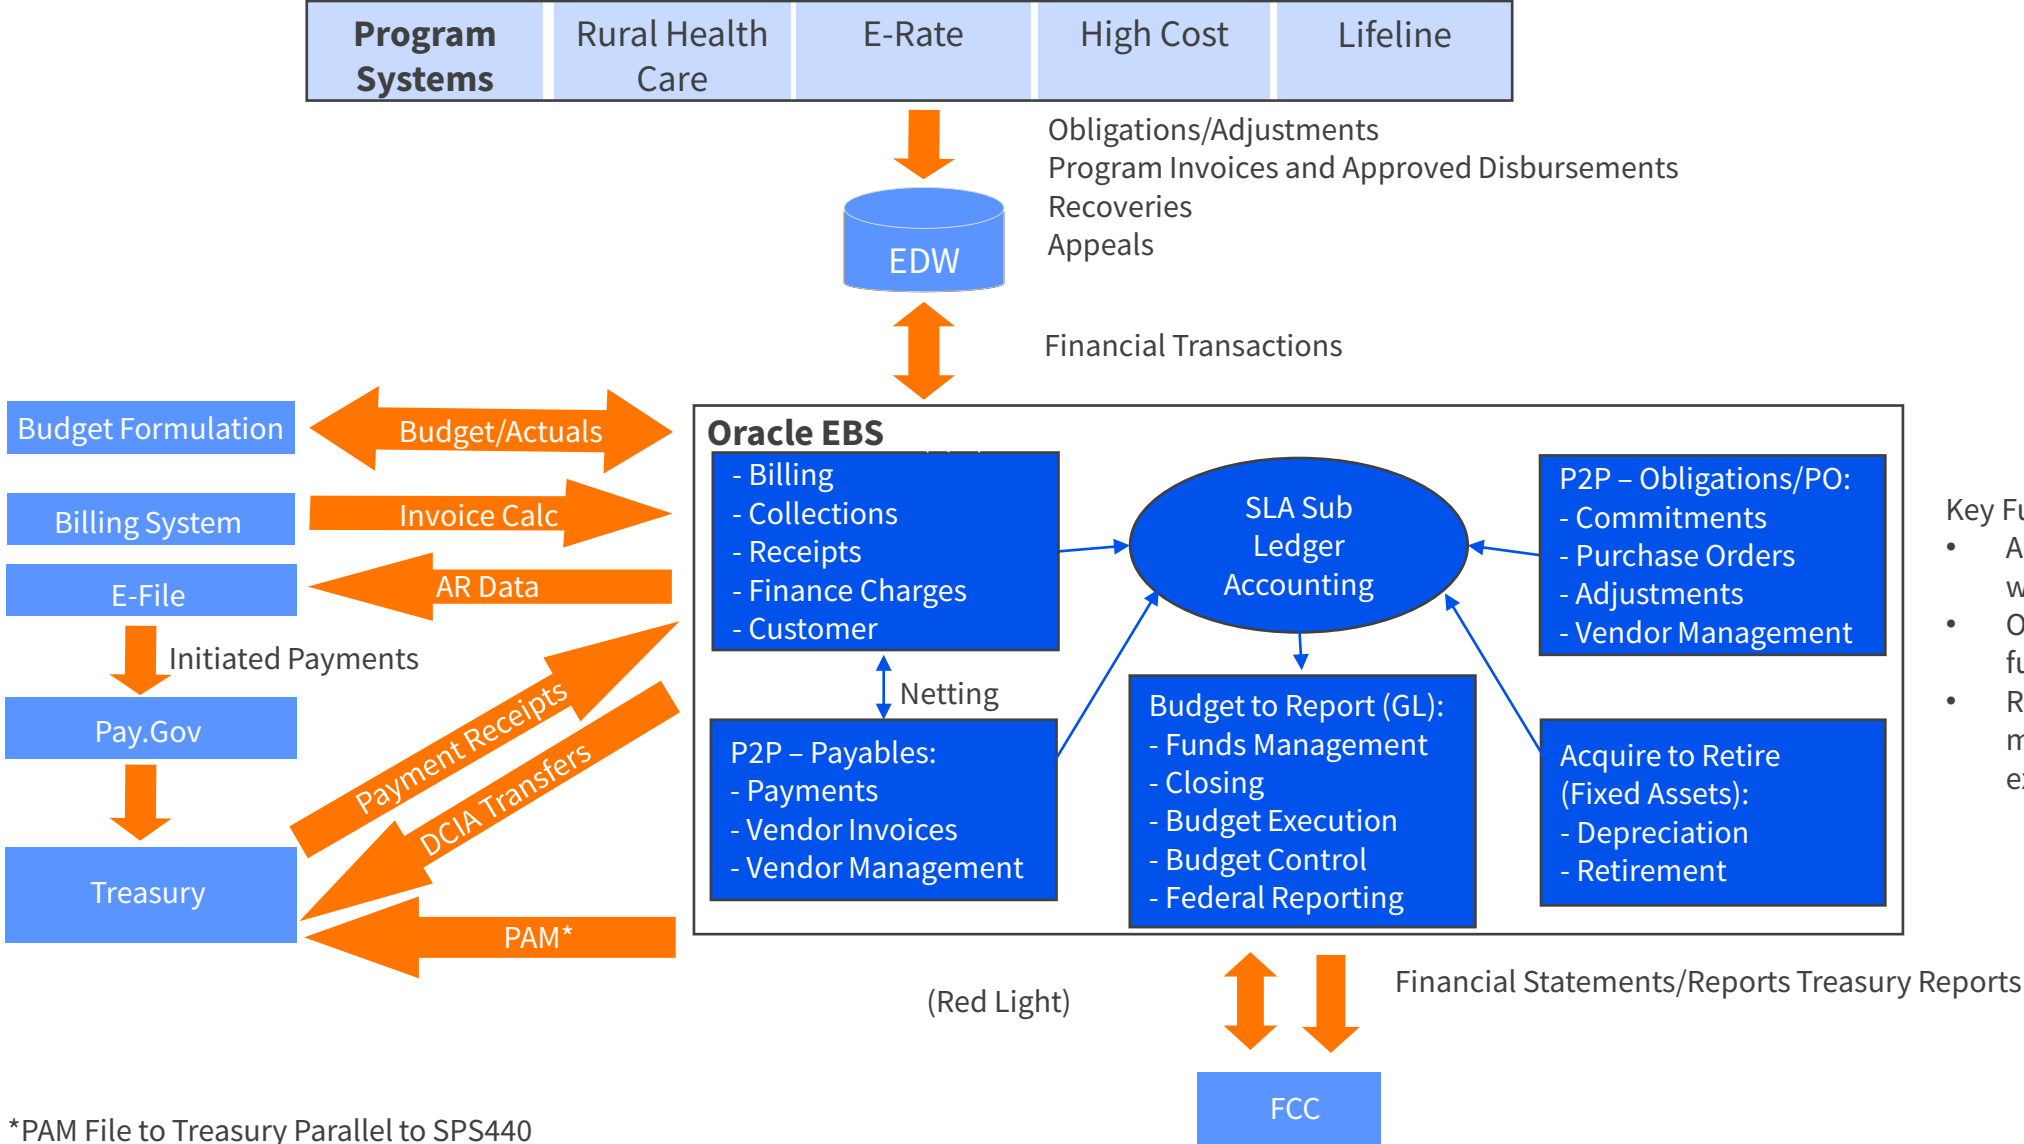 Program
Systems
Rural Health
Care
E-Rate
High Cost
Lifeline
Obligations/Adjustments
Program Invoices and Approved Disbursements
Recoveries
Appeals
EDW
Financial Transactions
Budget Formulation
Budget/Actuals
Billing System
Invoice Calc
E-File
AR Data
Initiated Payments
Pay.Gov
Payment Receipts
DCIA Transfers
Treasury
PAM*
Oracle EBS
- Billing
- Collections
- Receipts
- Finance Charges
- Customer
Netting
P2P – Payables:
- Payments
- Vendor Invoices
- Vendor Management
SLA Sub
Ledger
Accounting
Budget to Report (GL):
- Funds Management
- Closing
- Budget Execution
- Budget Control
- Federal Reporting
P2P – Obligations/PO:
- Commitments
- Purchase Orders
- Adjustments
- Vendor Management
Acquire to Retire
(Fixed Assets):
- Depreciation
- Retirement
Key
(Red Light)
Financial Statements/Reports Treasury Reports
FCC
*PAM File to Treasury Parallel to SPS440